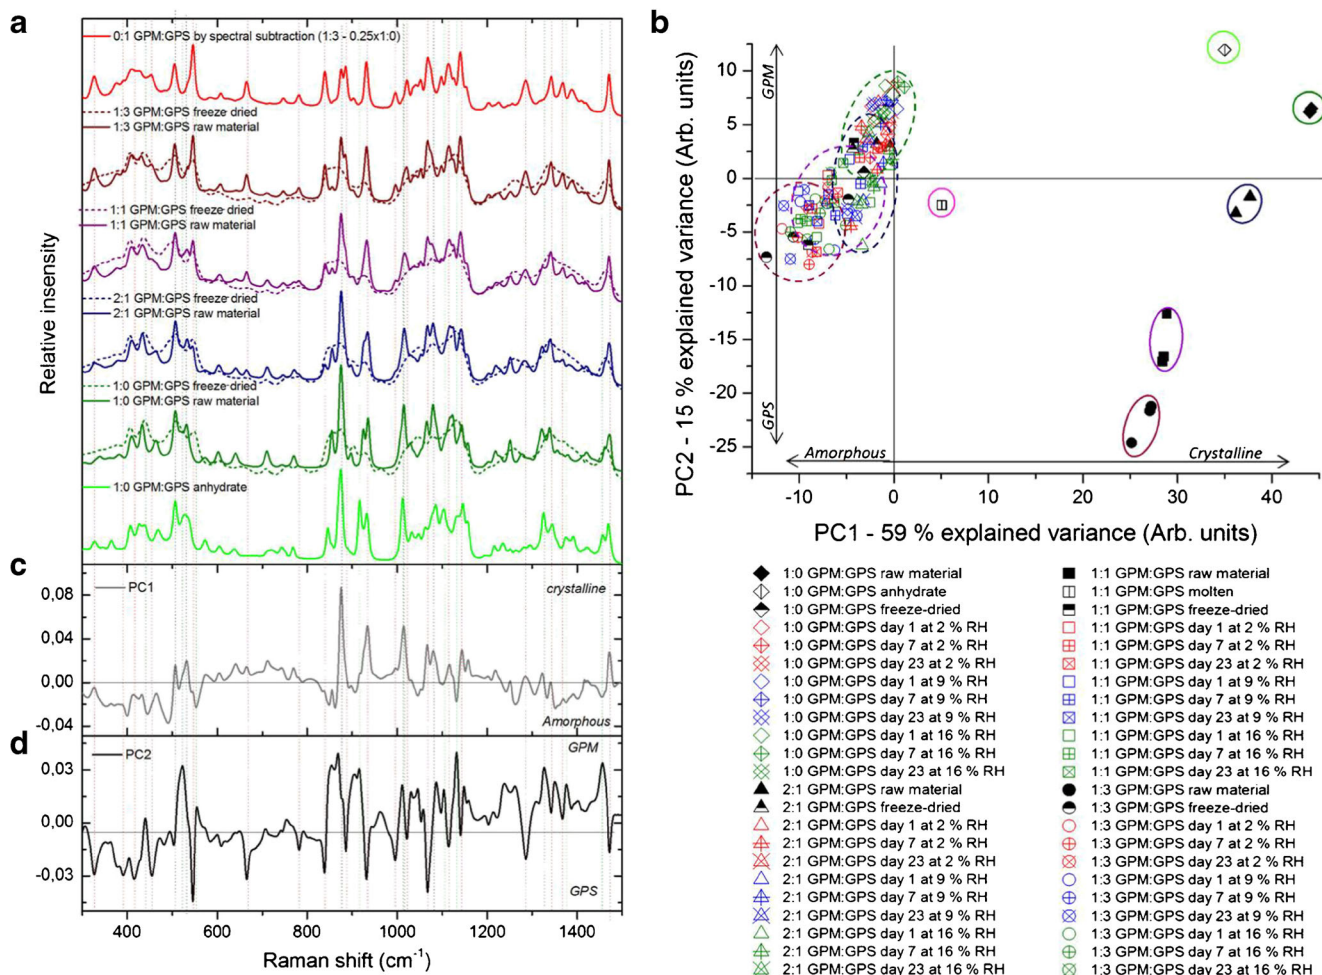 a
0:1 GPM:GPS by spectral subtraction (1:3 - 0.25x1:0)
1:3 GPM:GPS freeze dried
1:3 GPM:GPS raw material
1:1 GPM:GPS freeze dried
1:1 GPM:GPS raw material
2:1 GPM:GPS freeze dried
2:1 GPM:GPS raw material
1:0 GPM:GPS freeze dried
1:0 GPM:GPS raw material
1:0 GPM:GPS anhydrate
Relative insensity
400 600 800 1000 1200 1400
c
PC1
crystalline
Amorphous
0,08
0,04
0,00
-0,04
d
PC2
GPM
GPS
0,03
0,00
-0,03
400 600 800 1000 1200 1400
Raman shift (cm⁻¹)
b
PC2 - 15 % explained variance (Arb. units)
10
5
0
-5
-10
-15
-20
-25
GPM
GPS
Amorphous
Crystalline
-10 0 10 20 30 40
PC1 - 59 % explained variance (Arb. units)
1:0 GPM:GPS raw material
1:0 GPM:GPS anhydrate
1:0 GPM:GPS freeze-dried
1:0 GPM:GPS day 1 at 2 % RH
1:0 GPM:GPS day 7 at 2 % RH
1:0 GPM:GPS day 23 at 2 % RH
1:0 GPM:GPS day 1 at 9 % RH
1:0 GPM:GPS day 7 at 9 % RH
1:0 GPM:GPS day 23 at 9 % RH
1:0 GPM:GPS day 1 at 16 % RH
1:0 GPM:GPS day 7 at 16 % RH
1:0 GPM:GPS day 23 at 16 % RH
2:1 GPM:GPS raw material
2:1 GPM:GPS freeze-dried
2:1 GPM:GPS day 1 at 2 % RH
2:1 GPM:GPS day 7 at 2 % RH
2:1 GPM:GPS day 23 at 2 % RH
2:1 GPM:GPS day 1 at 9 % RH
2:1 GPM:GPS day 7 at 9 % RH
2:1 GPM:GPS day 23 at 9 % RH
2:1 GPM:GPS day 1 at 16 % RH
2:1 GPM:GPS day 7 at 16 % RH
2:1 GPM:GPS day 23 at 16 % RH
1:1 GPM:GPS raw material
1:1 GPM:GPS molten
1:1 GPM:GPS freeze-dried
1:1 GPM:GPS day 1 at 2 % RH
1:1 GPM:GPS day 7 at 2 % RH
1:1 GPM:GPS day 23 at 2 % RH
1:1 GPM:GPS day 1 at 9 % RH
1:1 GPM:GPS day 7 at 9 % RH
1:1 GPM:GPS day 23 at 9 % RH
1:1 GPM:GPS day 1 at 16 % RH
1:1 GPM:GPS day 7 at 16 % RH
1:1 GPM:GPS day 23 at 16 % RH
1:3 GPM:GPS raw material
1:3 GPM:GPS freeze-dried
1:3 GPM:GPS day 1 at 2 % RH
1:3 GPM:GPS day 7 at 2 % RH
1:3 GPM:GPS day 23 at 2 % RH
1:3 GPM:GPS day 1 at 9 % RH
1:3 GPM:GPS day 7 at 9 % RH
1:3 GPM:GPS day 23 at 9 % RH
1:3 GPM:GPS day 1 at 16 % RH
1:3 GPM:GPS day 7 at 16 % RH
1:3 GPM:GPS day 23 at 16 % RH